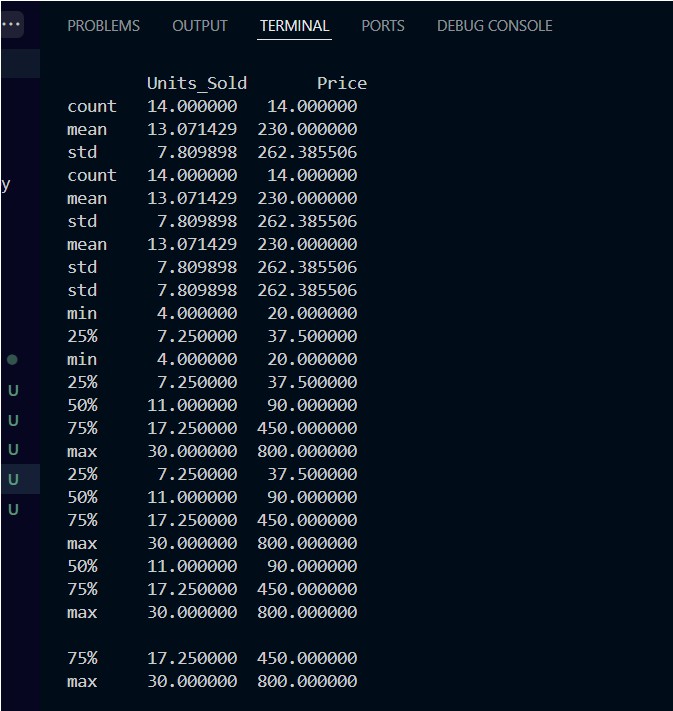 PROBLEMS OUTPUT TERMINAL PORTS DEBUG CONSOLE
Units_Sold Price
count 14.000000 14.000000
mean 13.071429 230.000000
std 7.809898 262.385506
count 14.000000 14.000000
y
mean 13.071429 230.000000
std 7.809898 262.385506
mean 13.071429 230.000000
std 7.809898 262.385506
std 7.809898 262.385506
min 4.000000 20.000000
25% 7.250000 37.500000
min 4.000000 20.000000
25% 7.250000 37.500000
U
50% 11.000000 90.000000
U
75% 17.250000 450.000000
max 30.000000 800.000000
U
25% 7.250000 37.500000
U
50% 11.000000 90.000000
U
75% 17.250000 450.000000
max 30.000000 800.000000
50% 11.000000 90.000000
75% 17.250000 450.000000
max 30.000000 800.000000
75% 17.250000 450.000000
max 30.000000 800.000000